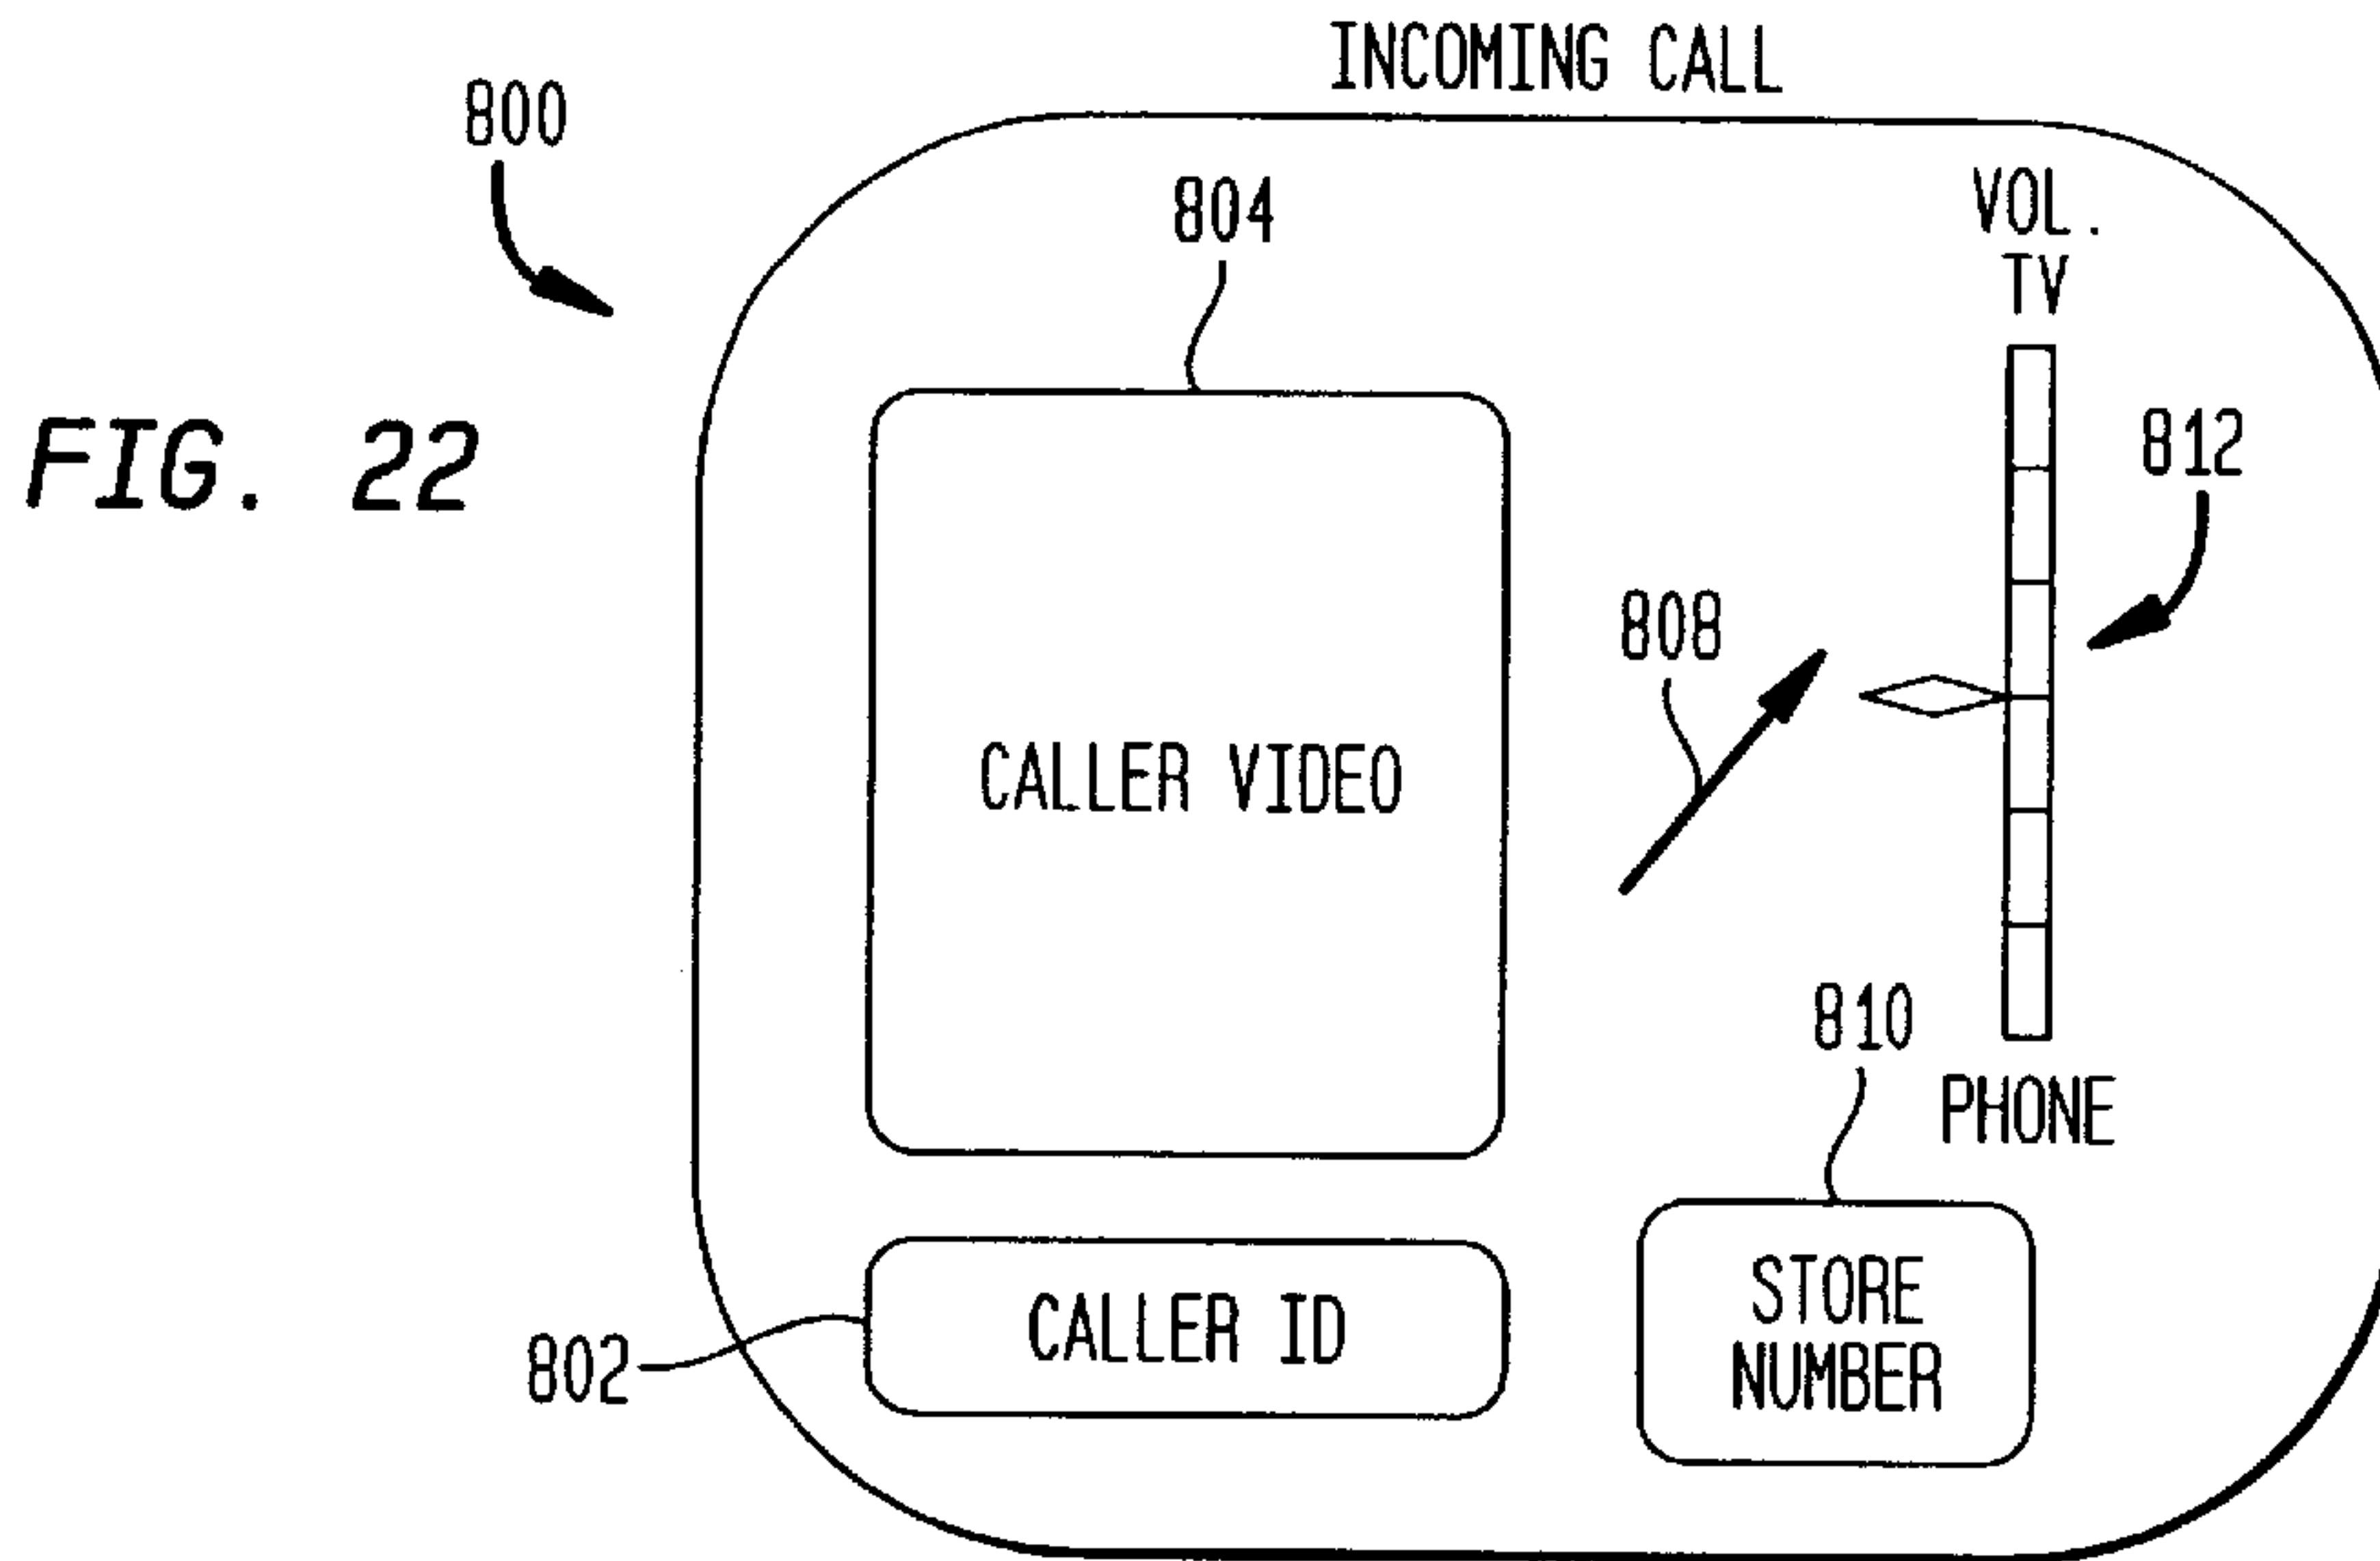 INCOMING CALL
800
804
VOL.
TV
FIG. 22
812
808
CALLER VIDEO
810
PHONE
802
CALLER ID
STORE
NUMBER